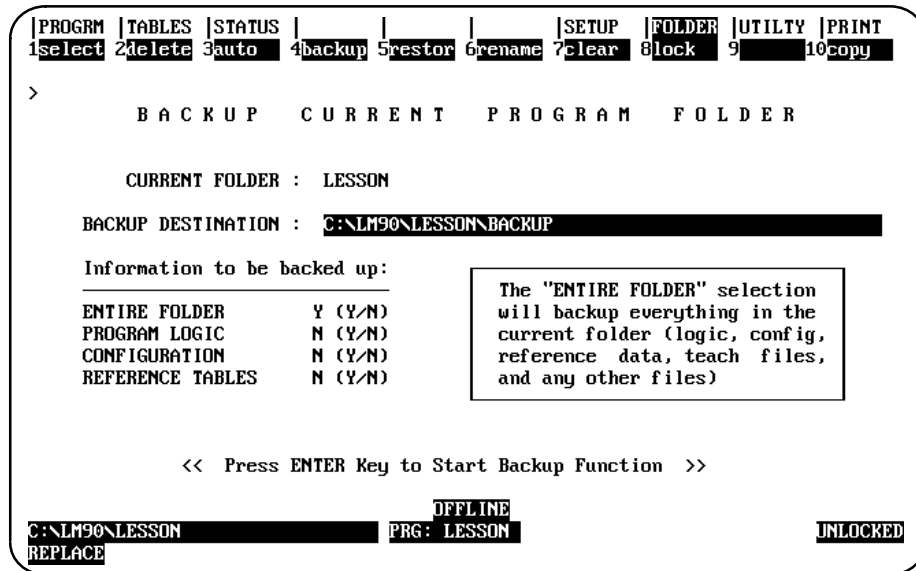 |PROGRM |TABLES |STATUS | | | |SETUP |FOLDER |UTILTY |PRINT
1select 2delete 3auto 4backup 5restor 6rename 7clear 8lock 9 10copy
>
B A C K U P C U R R E N T P R O G R A M F O L D E R
CURRENT FOLDER : LESSON
BACKUP DESTINATION : C:\LM90\LESSON\BACKUP
Information to be backed up:
ENTIRE FOLDER Y (Y/N)
PROGRAM LOGIC N (Y/N)
CONFIGURATION N (Y/N)
REFERENCE TABLES N (Y/N)
The "ENTIRE FOLDER" selection
will backup everything in the
current folder (logic, config,
reference data, teach files,
and any other files)
<< Press ENTER Key to Start Backup Function >>
OFFLINE
C:\LM90\LESSON PRG: LESSON UNLOCKED
REPLACE